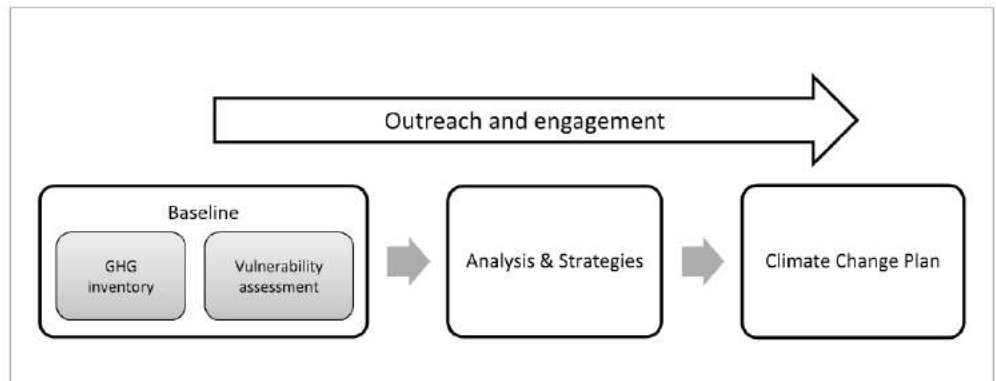 Outreach and engagement
Baseline
GHG
inventory
Vulnerability
assessment
Analysis & Strategies
Climate Change Plan